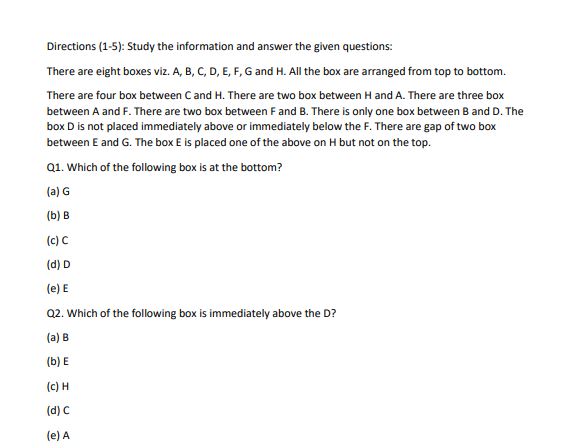 Directions (1-5): Study the information and answer the given questions:
There are eight boxes viz. A, B, C, D, E, F, G and H. All the box are arranged from top to bottom.
There are four box between C and H. There are two box between H and A. There are three box
between A and F. There are two box between F and B. There is only one box between B and D. The
box D is not placed immediately above or immediately below the F. There are gap of two box
between E and G. The box E is placed one of the above on H but not on the top.
Q1. Which of the following box is at the bottom?
(a) G
(b) B
(c) C
(d) D
(e) E
Q2. Which of the following box is immediately above the D?
(a) B
(b) E
(c) H
(d) C
(e) A